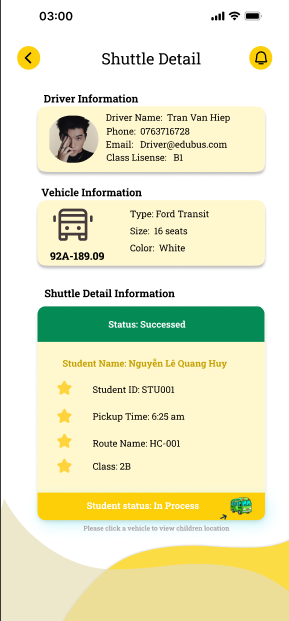 03:00
Shuttle Detail
Driver Information
Driver Name: Tran Van Hiep
Phone: 0763716728
Email: Driver@edubus.com
Class Lisense: B1
Vehicle Information
Type: Ford Transit
Size: 16 seats
Color: White
92A-189.09
Shuttle Detail Information
Status: Successed
Student Name: Nguyễn Lê Quang Huy
Student ID: STU001
Pickup Time: 6:25 am
Route Name: HC-001
Class: 2B
Student status: In Process
Please click a vehicle to view children location